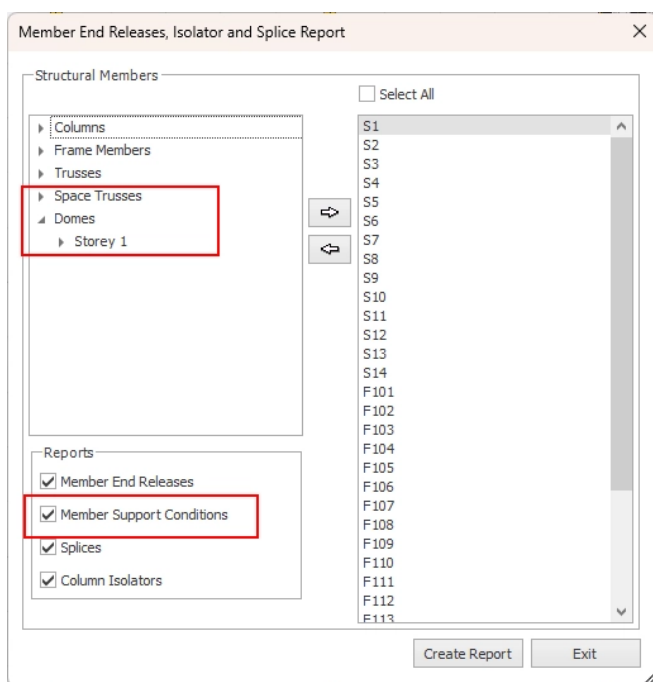 Member End Releases, Isolator and Splice Report
Structural Members
Select All
Columns
Frame Members
Trusses
Space Trusses
Domes
Storey 1
S1
S2
S3
S4
S5
S6
S7
S8
S9
S10
S11
S12
S13
S14
F101
F102
F103
F104
F105
F106
F107
F108
F109
F110
F111
F112
F113
Reports
Member End Releases
Member Support Conditions
Splices
Column Isolators
Create Report
Exit